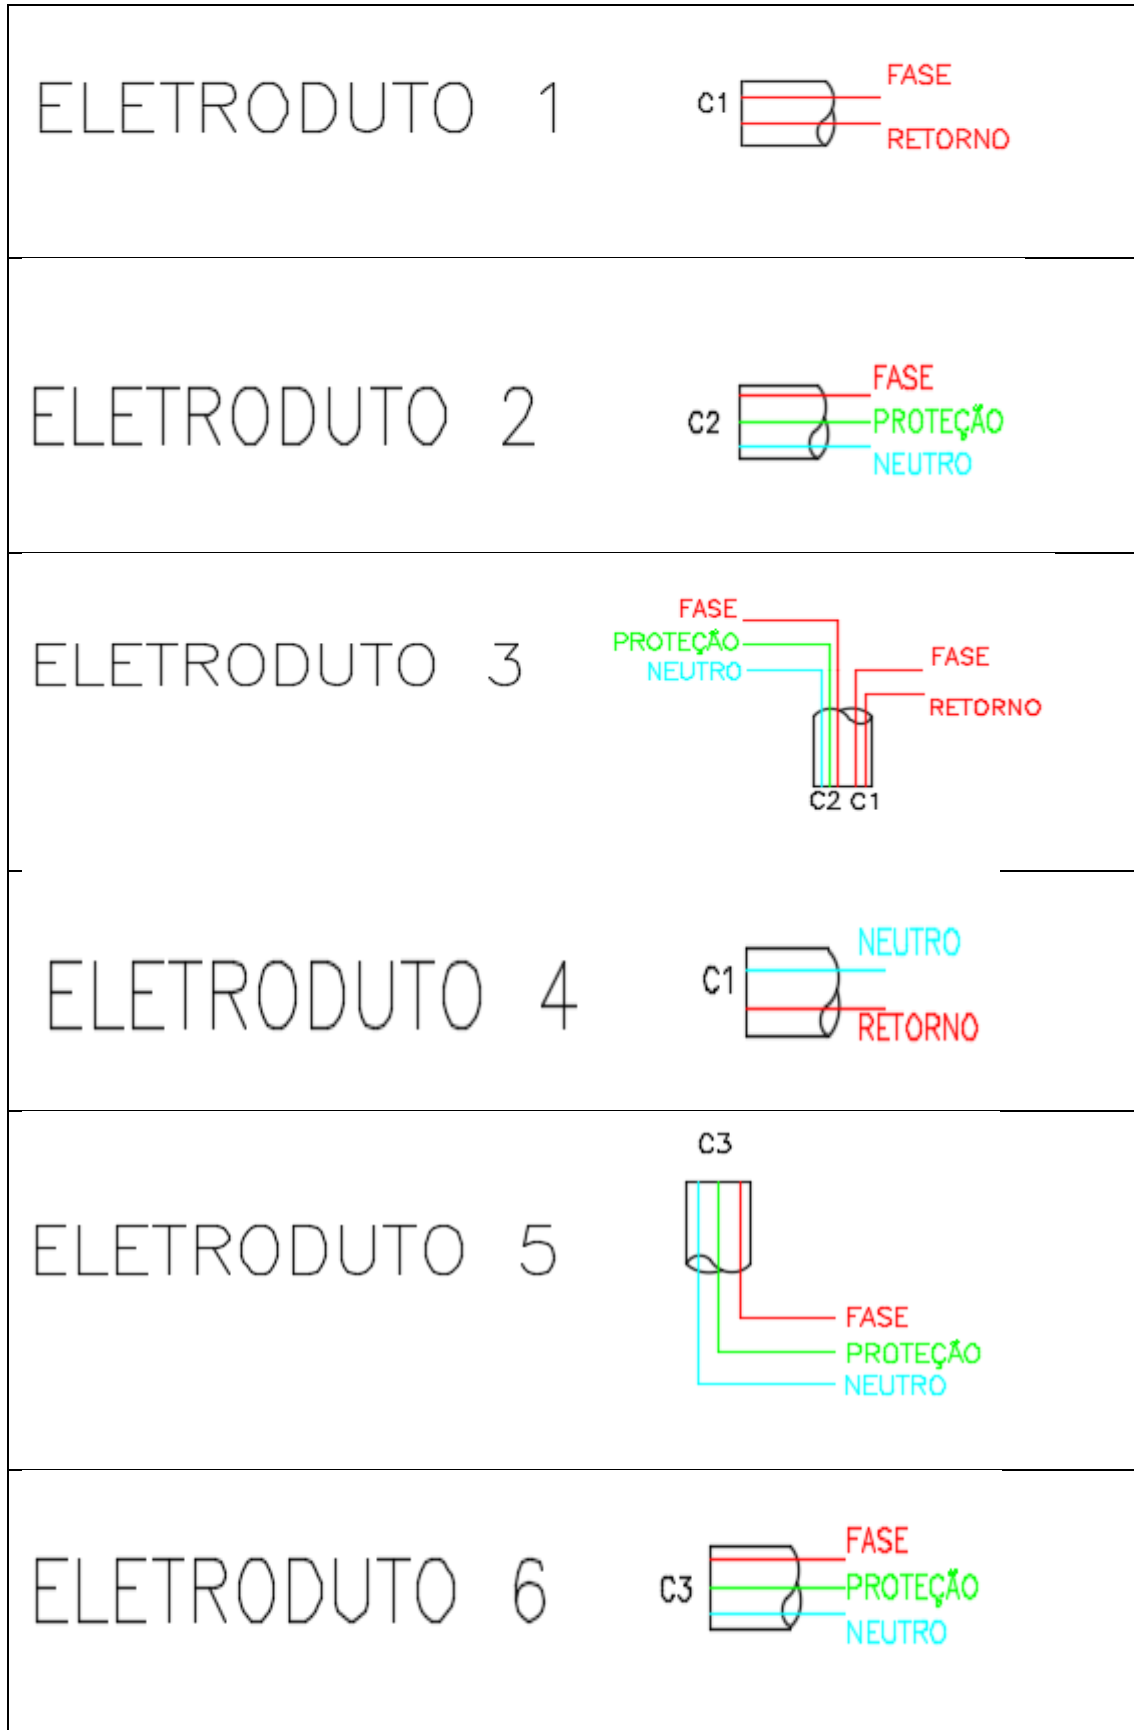 ELETRODUTO 1
C1
FASE
RETORNO
ELETRODUTO 2
C2
FASE
PROTEÇÃO
NEUTRO
ELETRODUTO 3
FASE
PROTEÇÃO
NEUTRO
FASE
RETORNO
C2 C1
ELETRODUTO 4
C1
NEUTRO
RETORNO
C3
ELETRODUTO 5
FASE
PROTEÇÃO
NEUTRO
ELETRODUTO 6
C3
FASE
PROTEÇÃO
NEUTRO